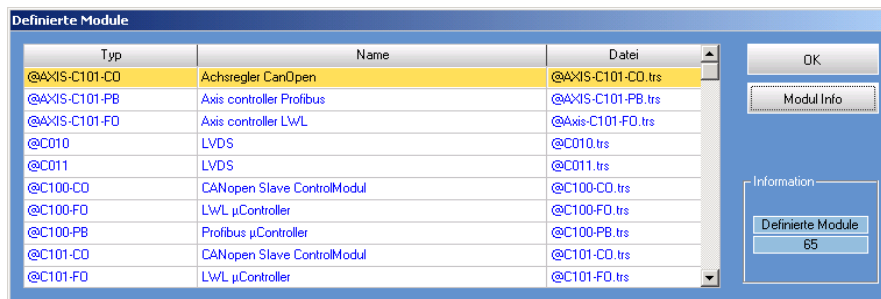 Definierte Module
Typ Name Datei
@AXIS-C101-CO Achsregler CanOpen @AXIS-C101-CO.trs
@AXIS-C101-PB Axis controller Profibus @AXIS-C101-PB.trs
@AXIS-C101-FO Axis controller LWL @Axis-C101-FO.trs
@C010 LVDS @C010.trs
@C011 LVDS @C011.trs
@C100-CO CANopen Slave ControlModul @C100-CO.trs
@C100-FO LWL µController @C100-FO.trs
@C100-PB Profibus µController @C100-PB.trs
@C101-CO CANopen Slave ControlModul @C101-CO.trs
@C101-FO LWL µController @C101-FO.trs
OK
Modul Info
Information
Definierte Module
65